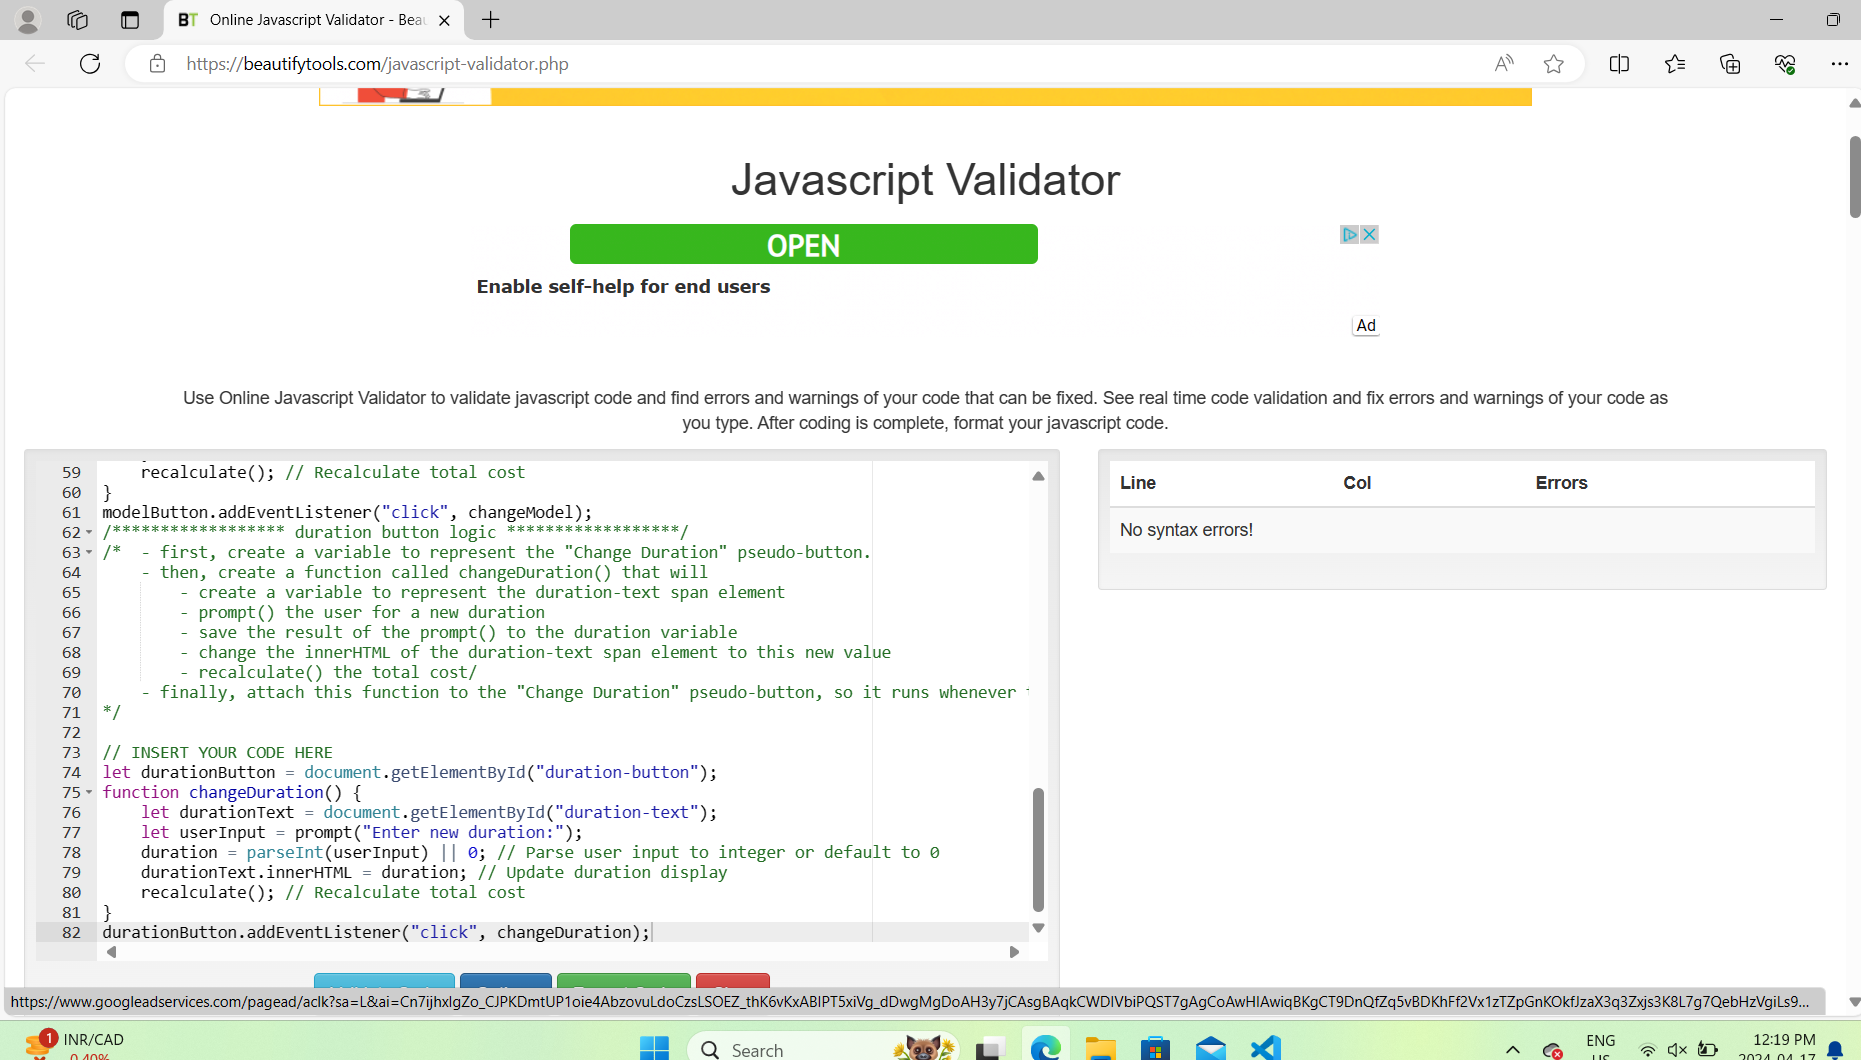 BT Online Javascript Validator - Bea
https://beautifytools.com/javascript-validator.php
Javascript Validator
OPEN
Enable self-help for end users
Ad
Use Online Javascript Validator to validate javascript code and find errors and warnings of your code that can be fixed. See real time code validation and fix errors and warnings of your code as
you type. After coding is complete, format your javascript code.
59     recalculate(); // Recalculate total cost
60 }
61 modelButton.addEventListener("click", changeModel);
62 /****************** duration button logic ******************/
63 /*  - first, create a variable to represent the "Change Duration" pseudo-button.
64     - then, create a function called changeDuration() that will
65         - create a variable to represent the duration-text span element
66         - prompt() the user for a new duration
67         - save the result of the prompt() to the duration variable
68         - change the innerHTML of the duration-text span element to this new value
69         - recalculate() the total cost/
70     - finally, attach this function to the "Change Duration" pseudo-button, so it runs whenever
71 */
72
73 // INSERT YOUR CODE HERE
74 let durationButton = document.getElementById("duration-button");
75 function changeDuration() {
76     let durationText = document.getElementById("duration-text");
77     let userInput = prompt("Enter new duration:");
78     duration = parseInt(userInput) || 0; // Parse user input to integer or default to 0
79     durationText.innerHTML = duration; // Update duration display
80     recalculate(); // Recalculate total cost
81 }
82 durationButton.addEventListener("click", changeDuration);
Line Col Errors
No syntax errors!
https://www.googleadservices.com/pagead/aclk?sa=L&ai=Cn7ijhxIgZo_CJPKDmtUP1oie4AbzovuLdoCzsLSOEZ_thK6vKxABIPT5xiVg_dDwgMgDoAH3y7jCAsgBAqkCWDIVbiPQST7gAgCoAwHIAwiqBKgCT9DnQfZq5vBDKhFf2Vx1zTZpGnKOkfJzaX3q3Zxjs3K8L7g7QebHzVgiLs9...
1 INR/CAD
-0.40%
Search
ENG
US
12:19 PM
2024-04-17